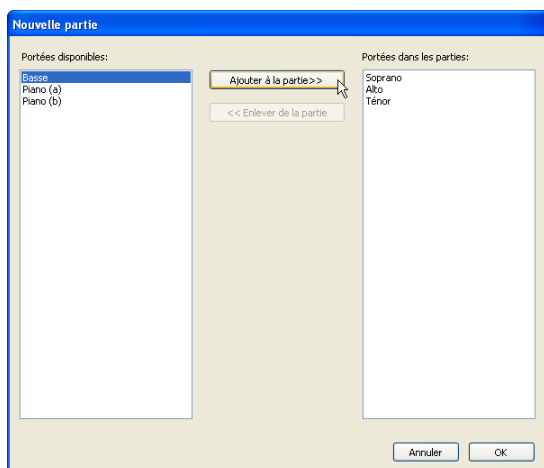 Nouvelle partie
Portées disponibles:
Portées dans les parties:
Basse
Piano (a)
Piano (b)
Ajouter à la partie>>
<< Enlever de la partie
Soprano
Alto
Ténor
Annuler
OK